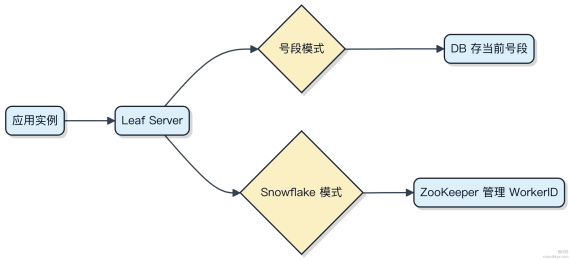 号段模式
DB 存当前号段
应用实例
Leaf Server
Snowflake 模式
ZooKeeper 管理 WorkerID